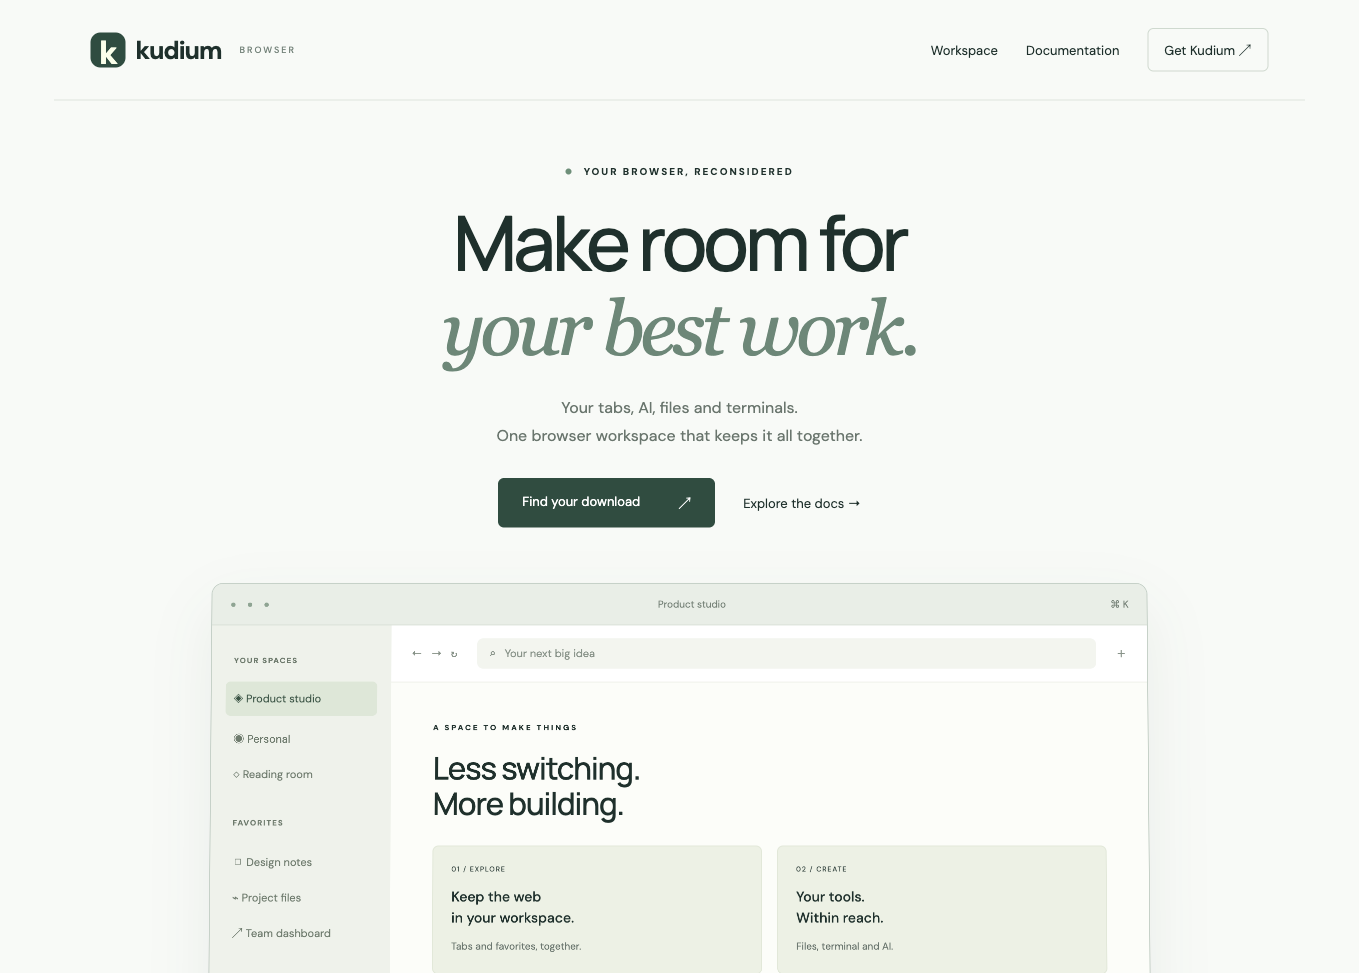 k kudium BROWSER
Workspace Documentation Get Kudium ↗
YOUR BROWSER, RECONSIDERED
Make room for
your best work.
Your tabs, AI, files and terminals.
One browser workspace that keeps it all together.
Find your download ↗ Explore the docs →
Product studio ⌘ K
← → ↻ ⌕ Your next big idea +
YOUR SPACES
◈ Product studio
◉ Personal
◇ Reading room
FAVORITES
□ Design notes
⌁ Project files
↗ Team dashboard
A SPACE TO MAKE THINGS
Less switching.
More building.
01 / EXPLORE
Keep the web
in your workspace.
Tabs and favorites, together.
02 / CREATE
Your tools.
Within reach.
Files, terminal and AI.